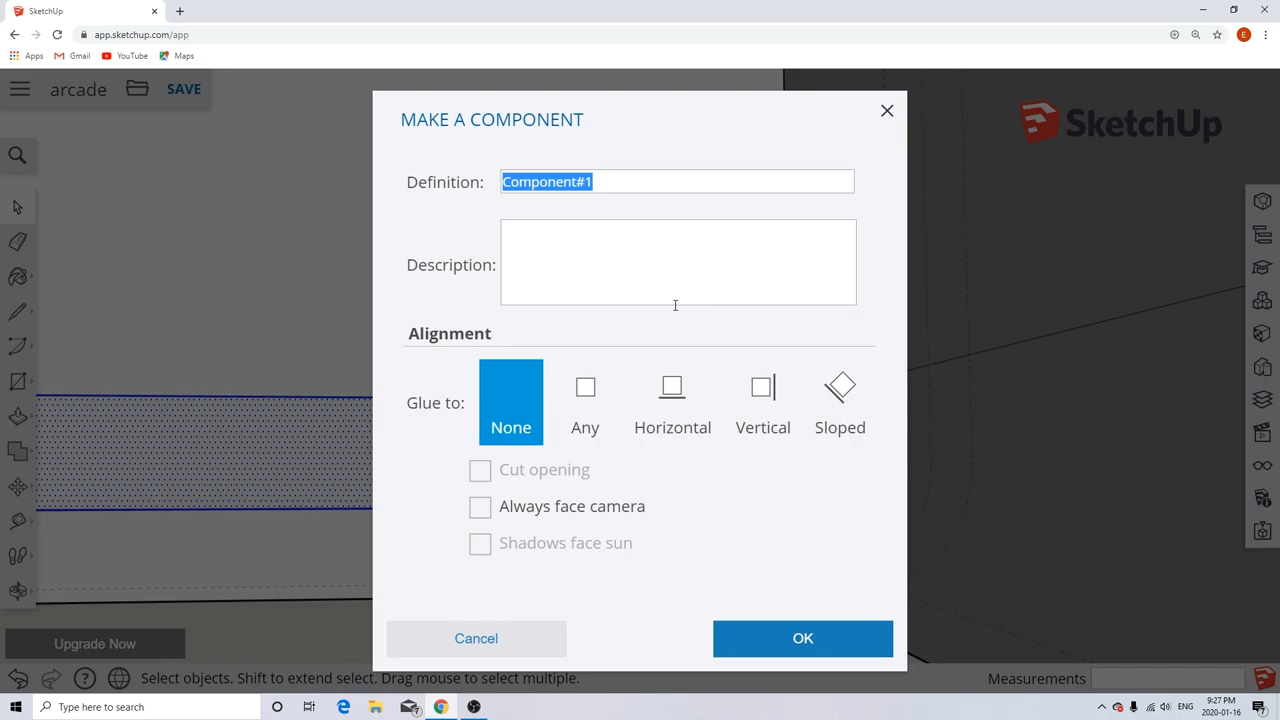 SketchUp
app.sketchup.com/app
E
Apps Gmail YouTube Maps
arcade SAVE
SketchUp
MAKE A COMPONENT
Definition: Component#1
Description:
Alignment
Glue to: None Any Horizontal Vertical Sloped
Cut opening
Always face camera
Shadows face sun
Cancel OK
Upgrade Now
Select objects. Shift to extend select. Drag mouse to select multiple.
Measurements
Type here to search
7
ENG
9:27 PM
2020-01-16
7